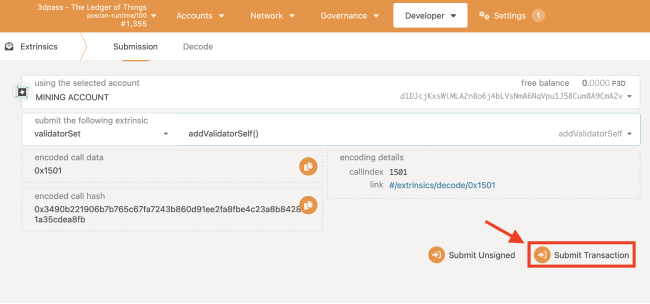 3dpass - The Ledger of Things
poscan-runtime/100
#1,355
Accounts
Network
Governance
Developer
Settings
1
Extrinsics
Submission
Decode
using the selected account
free balance 0.0000 P3D
MINING ACCOUNT
submit the following extrinsic
validatorSet
addValidatorSelf()
addValidatorSelf
encoded call data
0x1501
encoding details
callIndex 1501
link #/extrinsics/decode/0x1501
encoded call hash
0x3490b221906b7b765c67fa7243b860d91ee2fa8fbe4c23a8b8428
1a35cdea8fb
Submit Unsigned
Submit Transaction